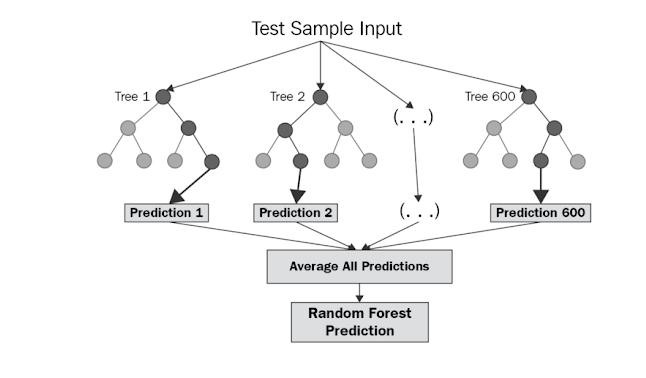 Test Sample Input
Tree 1
Tree 2
(. . .)
Tree 600
Prediction 1
Prediction 2
(. . .)
Prediction 600
Average All Predictions
Random Forest
Prediction